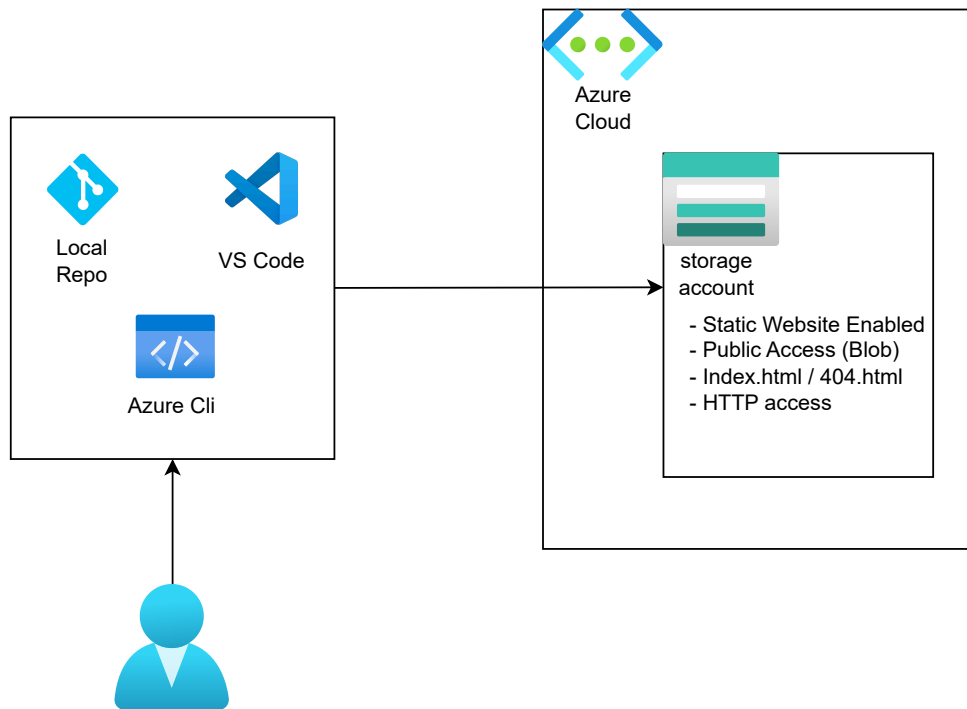 Azure
Cloud
Local
Repo
VS Code
Azure Cli
storage
account
- Static Website Enabled
- Public Access (Blob)
- Index.html / 404.html
- HTTP access